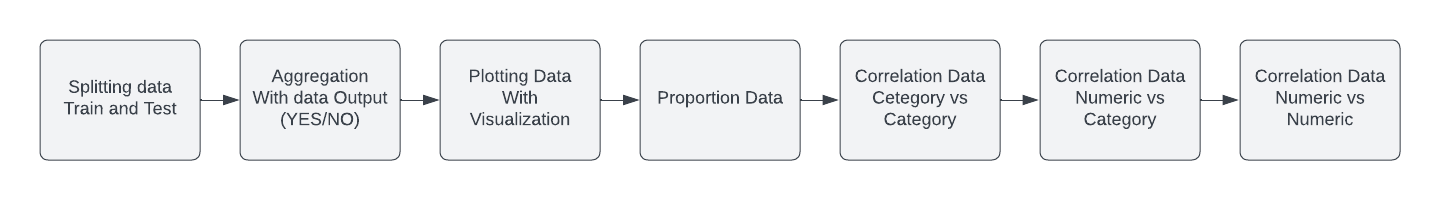 Splitting data
Train and Test
Aggregation
With data Output
(YES/NO)
Plotting Data
With
Visualization
Proportion Data
Correlation Data
Cetegory vs
Category
Correlation Data
Numeric vs
Category
Correlation Data
Numeric vs
Numeric